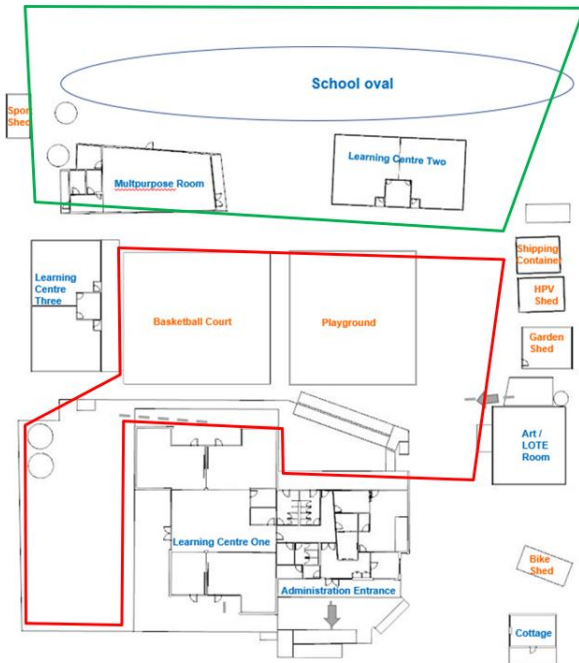 School oval
Sport
Shed
Multpurpose Room
Learning Centre Two
Learning
Centre
Three
Basketball Court
Playground
Shipping
Container
HPV
Shed
Garden
Shed
Art /
LOTE
Room
Learning Centre One
Administration Entrance
Bike
Shed
Cottage